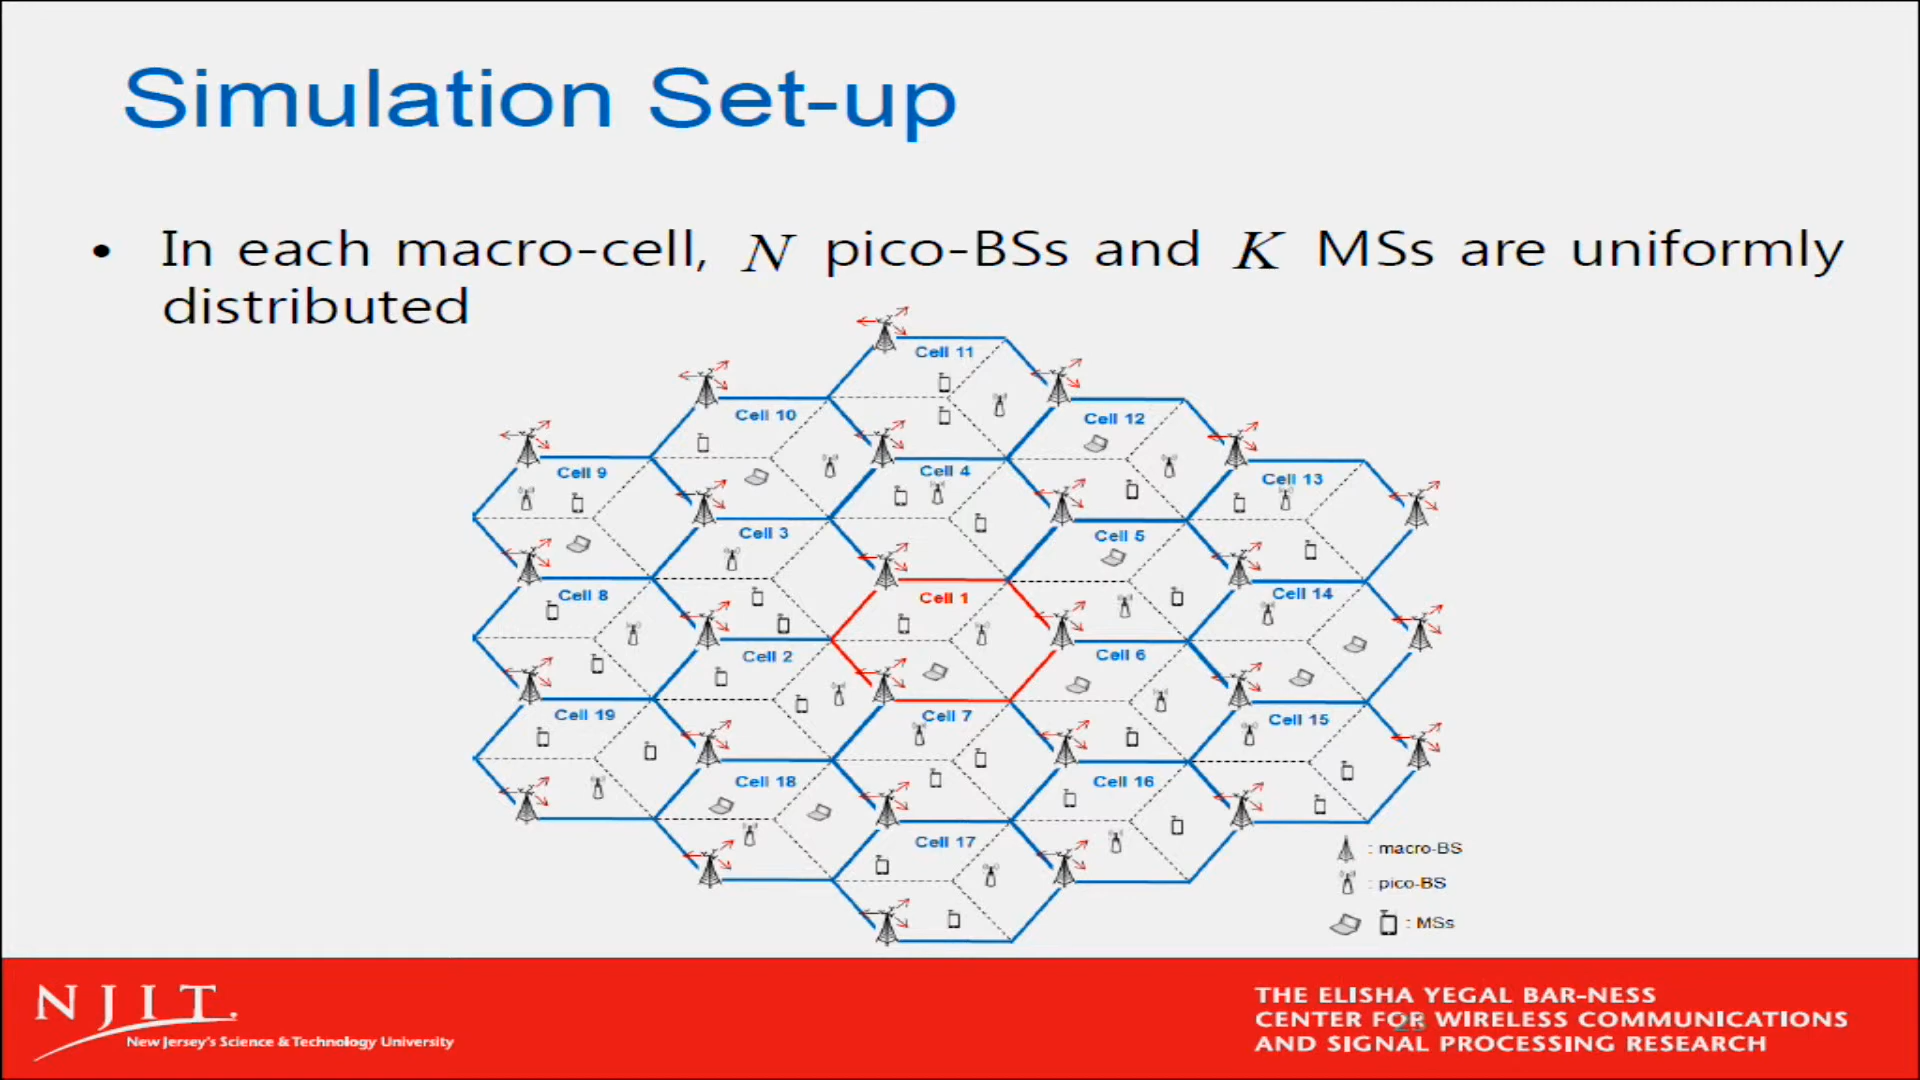 Simulation Set-up
• In each macro-cell, N pico-BSs and K MSs are uniformly
distributed
Cell 11
Cell 10
Cell 12
Cell 9
Cell 4
Cell 13
Cell 3
Cell 5
Cell 8
Cell 1
Cell 14
Cell 2
Cell 6
Cell 19
Cell 7
Cell 15
Cell 18
Cell 16
Cell 17
: macro-BS
: pico-BS
: MSs
NJIT.
New Jersey's Science & Technology University
THE ELISHA YEGAL BAR-NESS
CENTER FOR WIRELESS COMMUNICATIONS
AND SIGNAL PROCESSING RESEARCH
23